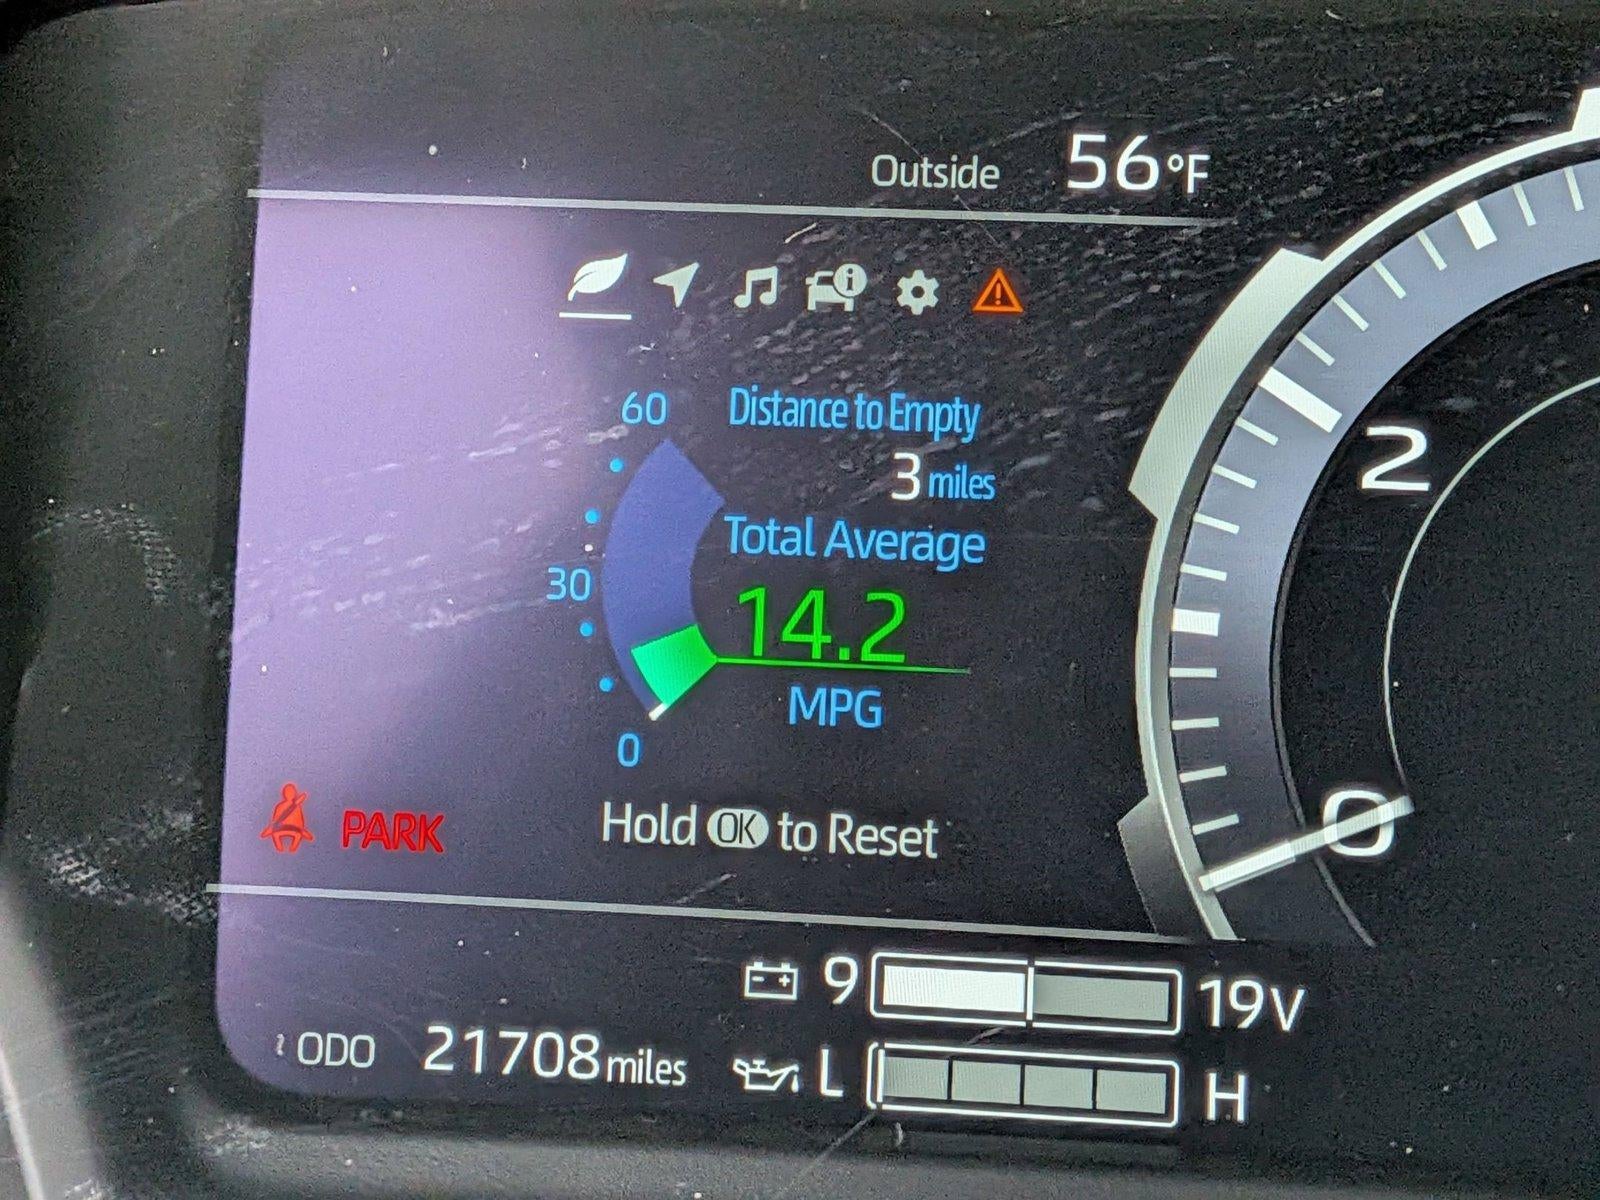 Outside 56°F
60
Distance to Empty
3 miles
Total Average
30
14.2
MPG
0
2
0
PARK
Hold OK to Reset
9 19V
ODO 21708 miles
L H